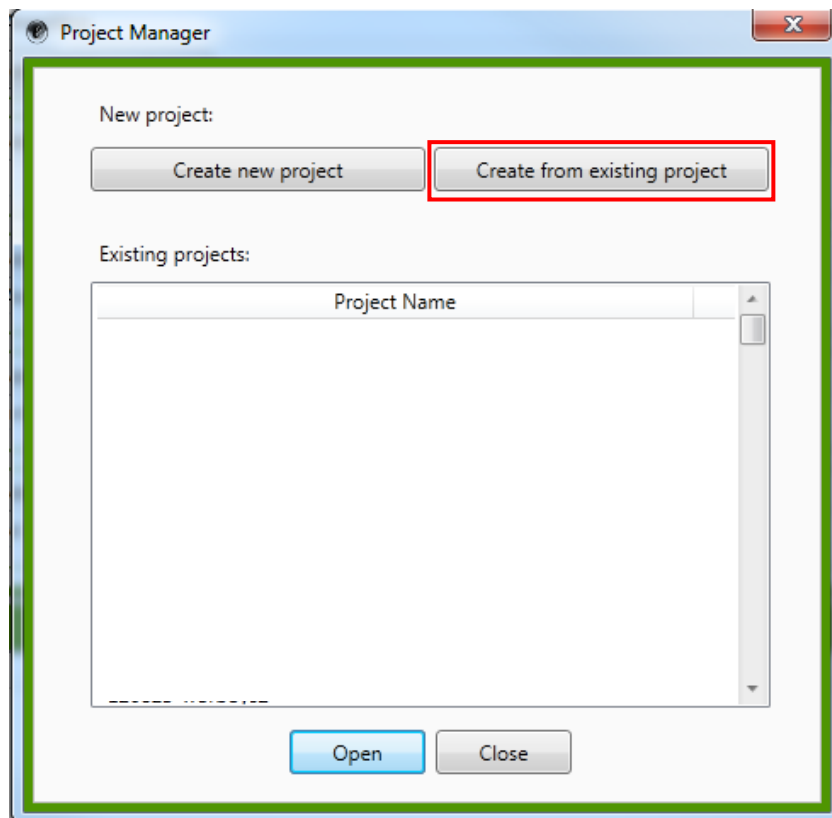 Project Manager
New project:
Create new project
Create from existing project
Existing projects:
Project Name
Open
Close